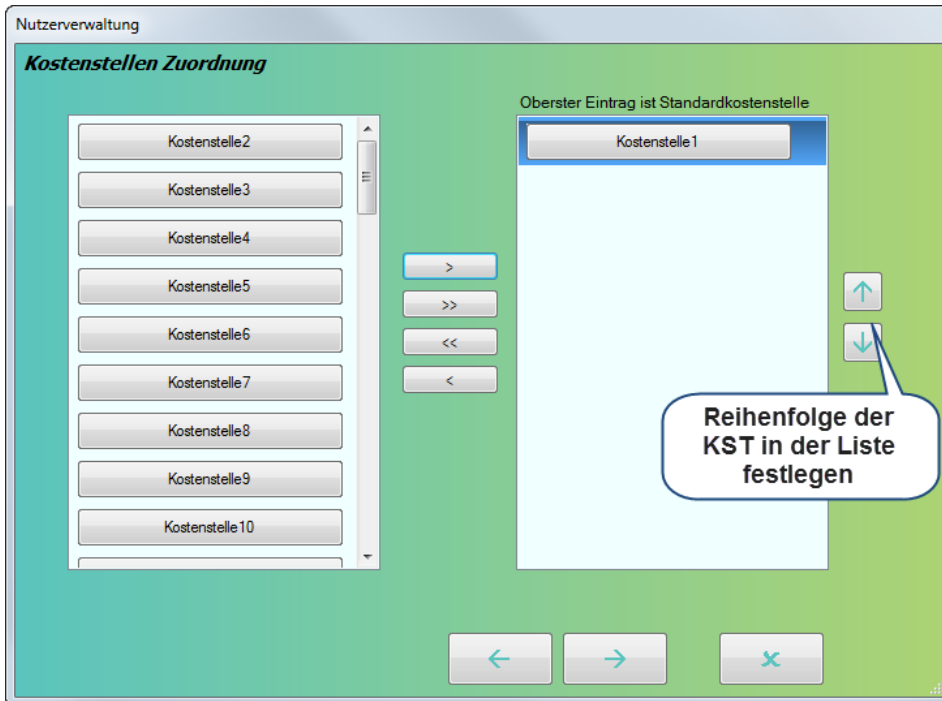 Nutzerverwaltung
Kostenstellen Zuordnung
Oberster Eintrag ist Standardkostenstelle
Kostenstelle2
Kostenstelle3
Kostenstelle4
Kostenstelle5
Kostenstelle6
Kostenstelle7
Kostenstelle8
Kostenstelle9
Kostenstelle10
>
>>
<<
<
Kostenstelle1
Reihenfolge der
KST in der Liste
festlegen